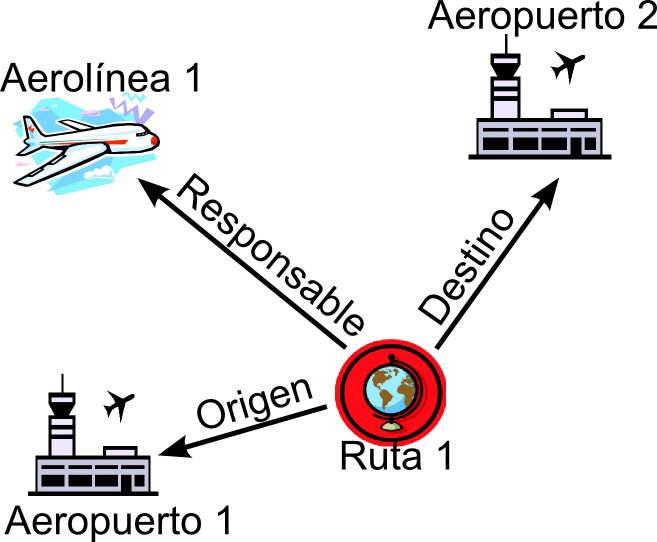 Aeropuerto 2
Aerolínea 1
Responsable
Destino
Origen
Ruta 1
Aeropuerto 1